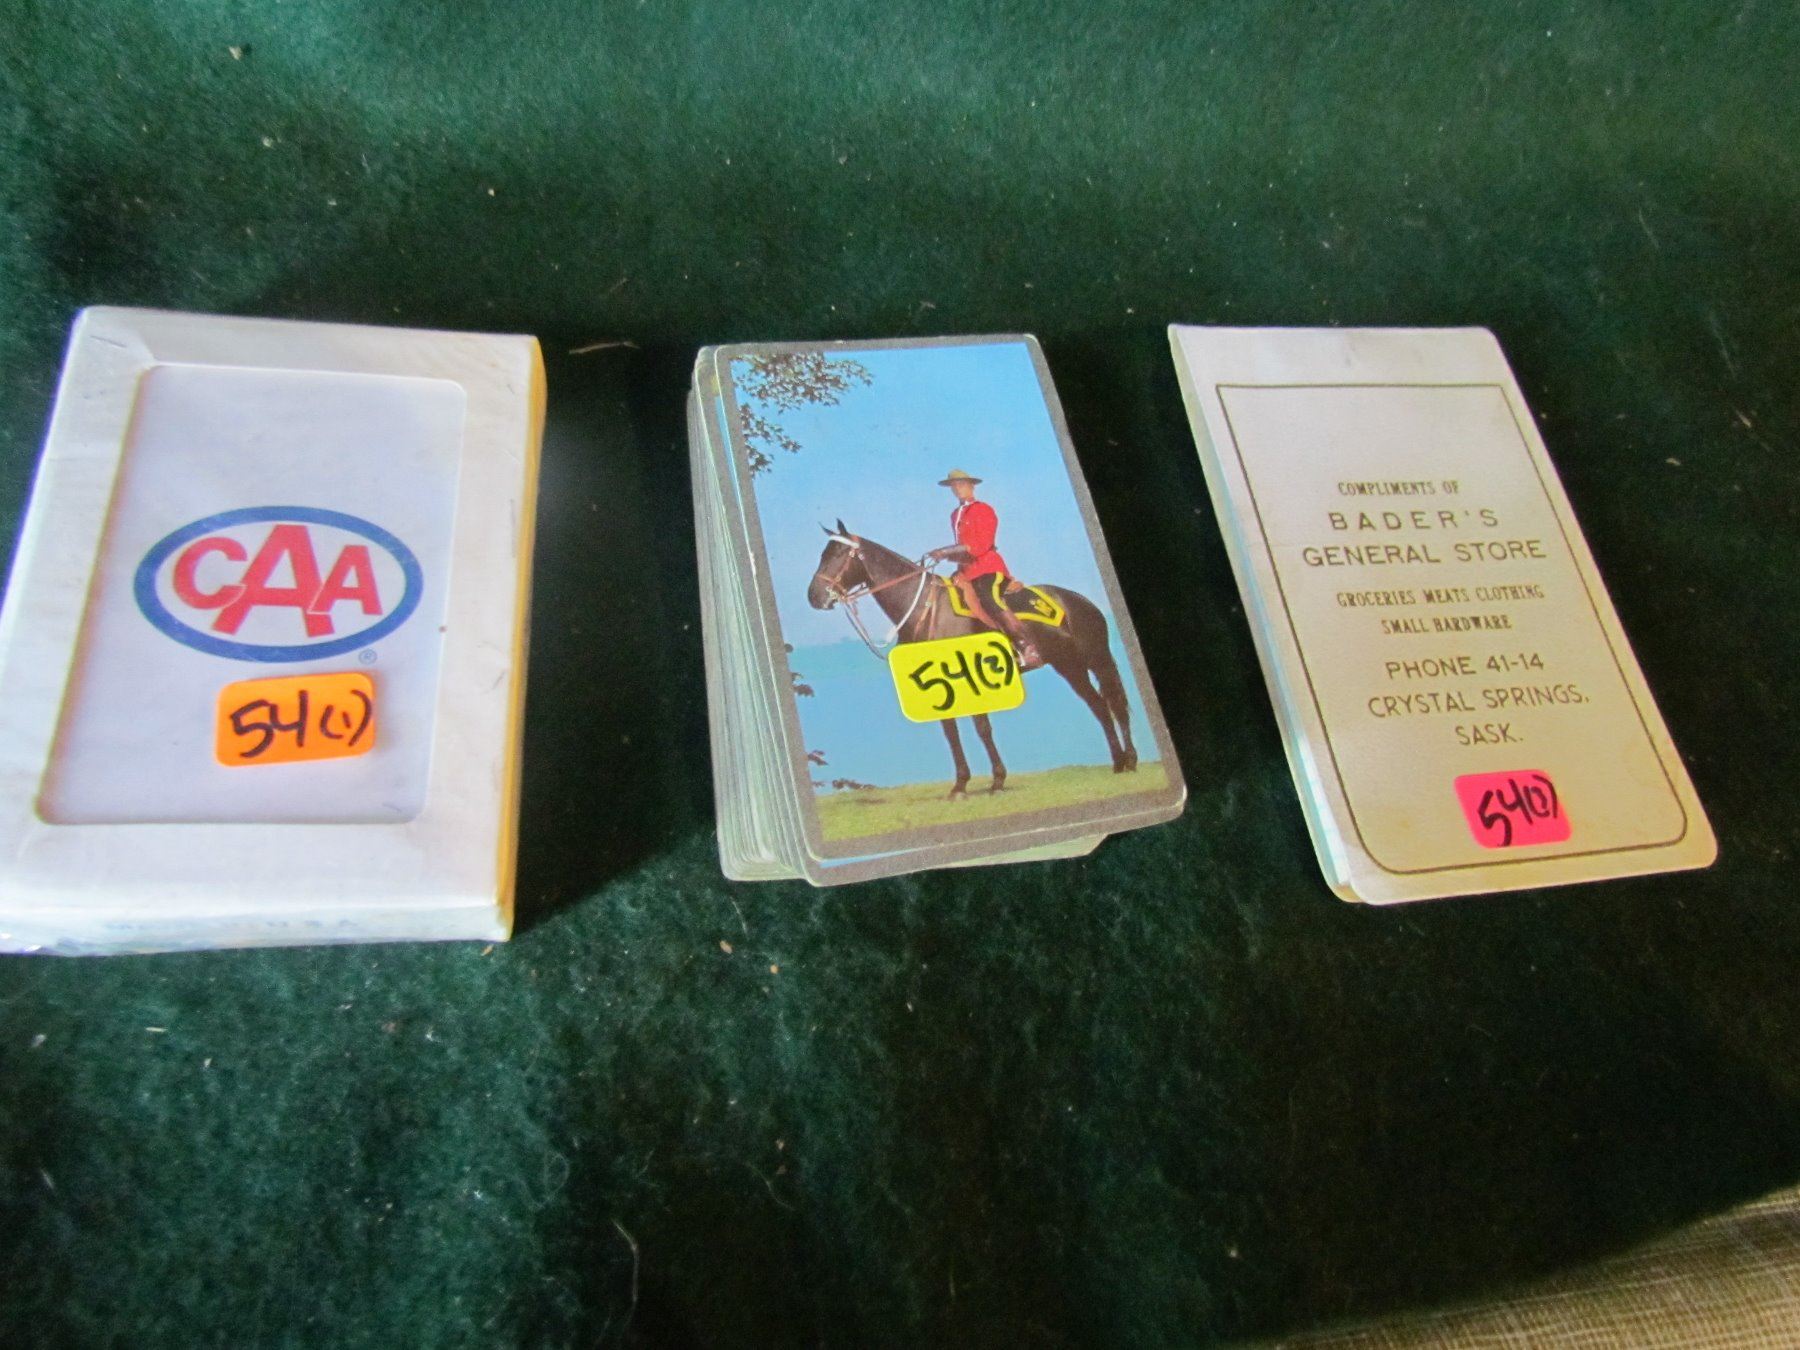 CAA
®
54(1)
54(2)
COMPLIMENTS OF
BADER'S
GENERAL STORE
GROCERIES MEATS CLOTHING
SMALL HARDWARE
PHONE 41-14
CRYSTAL SPRINGS,
SASK.
54(3)